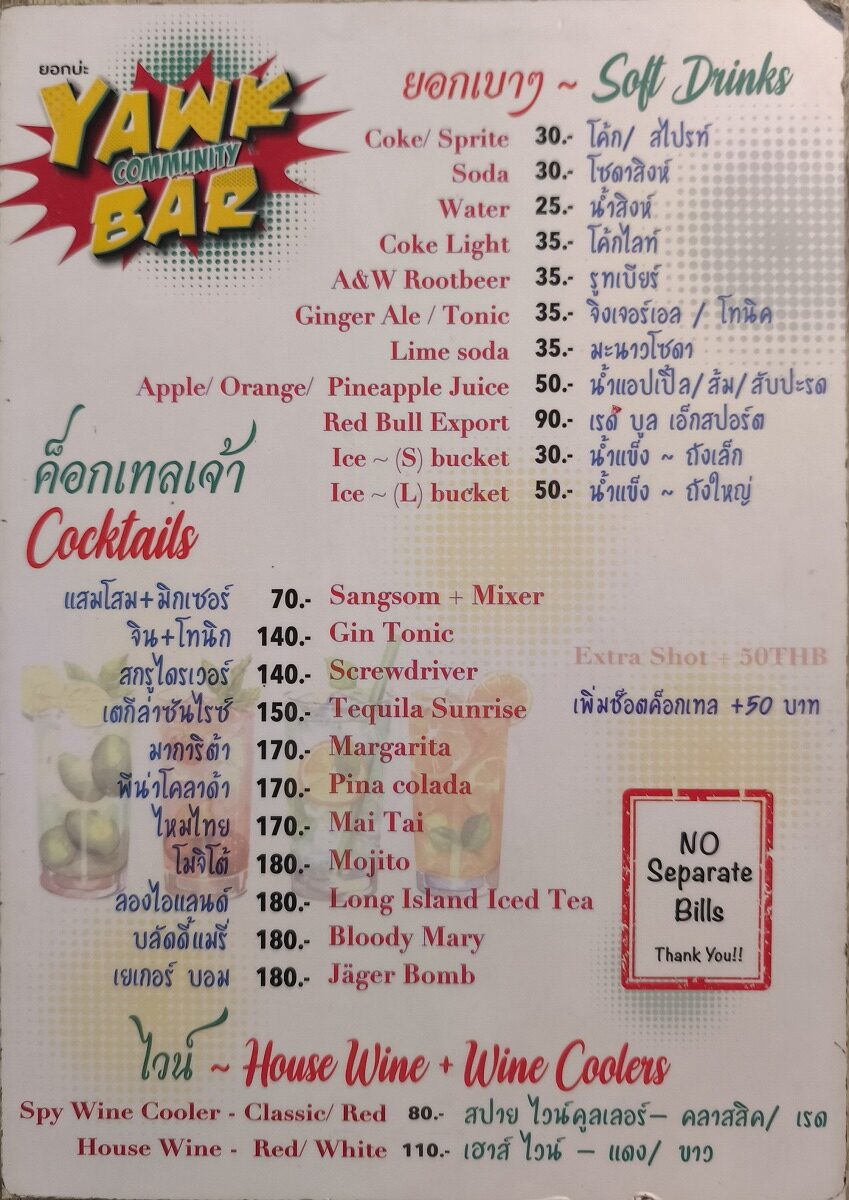 ยอกบ่ะ
YAWK
COMMUNITY
BAR
ยอกเบาๆ ~ Soft Drinks
Coke/ Sprite 30.- โค้ก/ สไปรท์
Soda 30.- โซดาสิงห์
Water 25.- น้ำสิงห์
Coke Light 35.- โค้กไลท์
A&W Rootbeer 35.- รูทเบียร์
Ginger Ale / Tonic 35.- จิงเจอร์เอล / โทนิค
Lime soda 35.- มะนาวโซดา
Apple/ Orange/ Pineapple Juice 50.- น้ำแอปเปิ้ล/ส้ม/สับปะรด
Red Bull Export 90.- เรด บูล เอ็กสปอร์ต
Ice ~ (S) bucket 30.- น้ำแข็ง ~ ถังเล็ก
Ice ~ (L) bucket 50.- น้ำแข็ง ~ ถังใหญ่
ค็อกเทลเจ้า
Cocktails
แสมโสม+มิกเซอร์ 70.- Sangsom + Mixer
จิน+โทนิก 140.- Gin Tonic
สกรูไดรเวอร์ 140.- Screwdriver
เตกีล่าซันไรซ์ 150.- Tequila Sunrise
มาการิต้า 170.- Margarita
พีน่าโคลาด้า 170.- Pina colada
ไหมไทย 170.- Mai Tai
โมจิโต้ 180.- Mojito
ลองไอแลนด์ 180.- Long Island Iced Tea
บลัดดี้แมรี่ 180.- Bloody Mary
เยเกอร์ บอม 180.- Jäger Bomb
Extra Shot + 50THB
เพิ่มช็อตค็อกเทล +50 บาท
NO
Separate
Bills
Thank You!!
ไวน์ ~ House Wine + Wine Coolers
Spy Wine Cooler - Classic/ Red 80.- สปาย ไวน์คูลเลอร์— คลาสสิค/ เรด
House Wine - Red/ White 110.- เฮาส์ ไวน์ — แดง/ ขาว